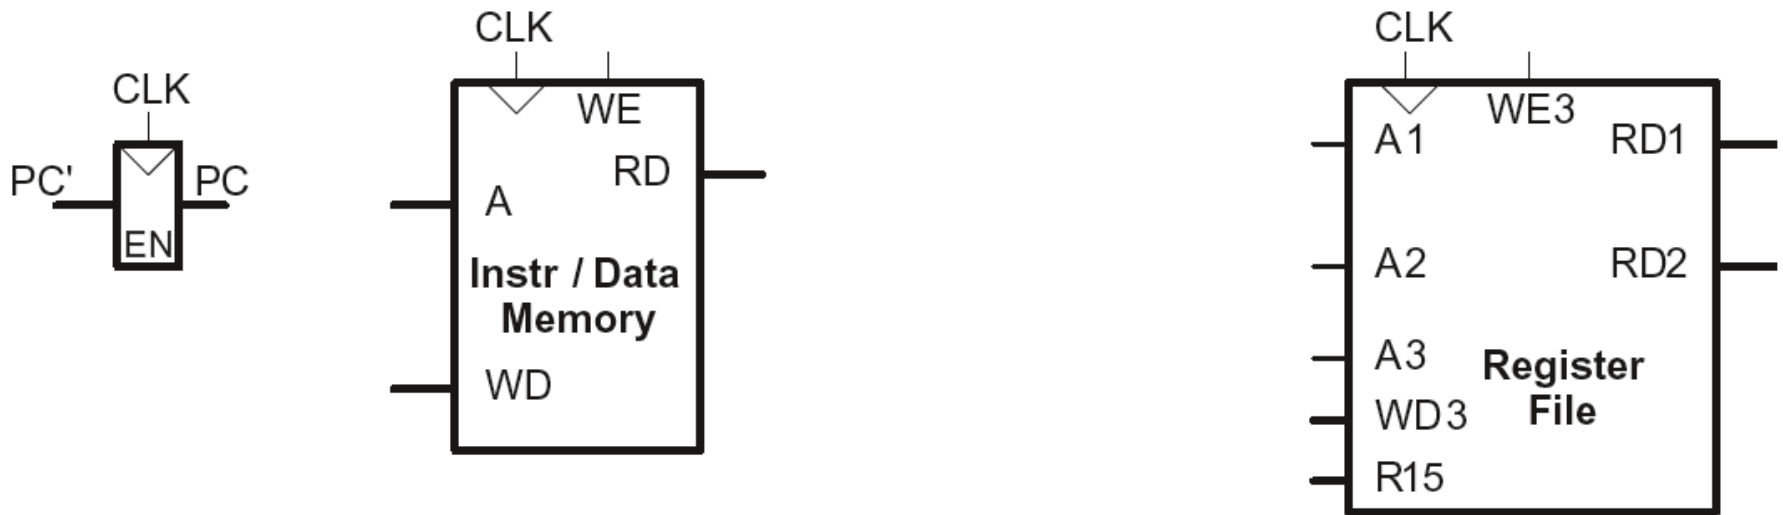 CLK
PC'
PC
EN
CLK
WE
RD
A
Instr / Data
Memory
WD
CLK
WE3
A1
RD1
A2
RD2
A3
Register
File
WD3
R15